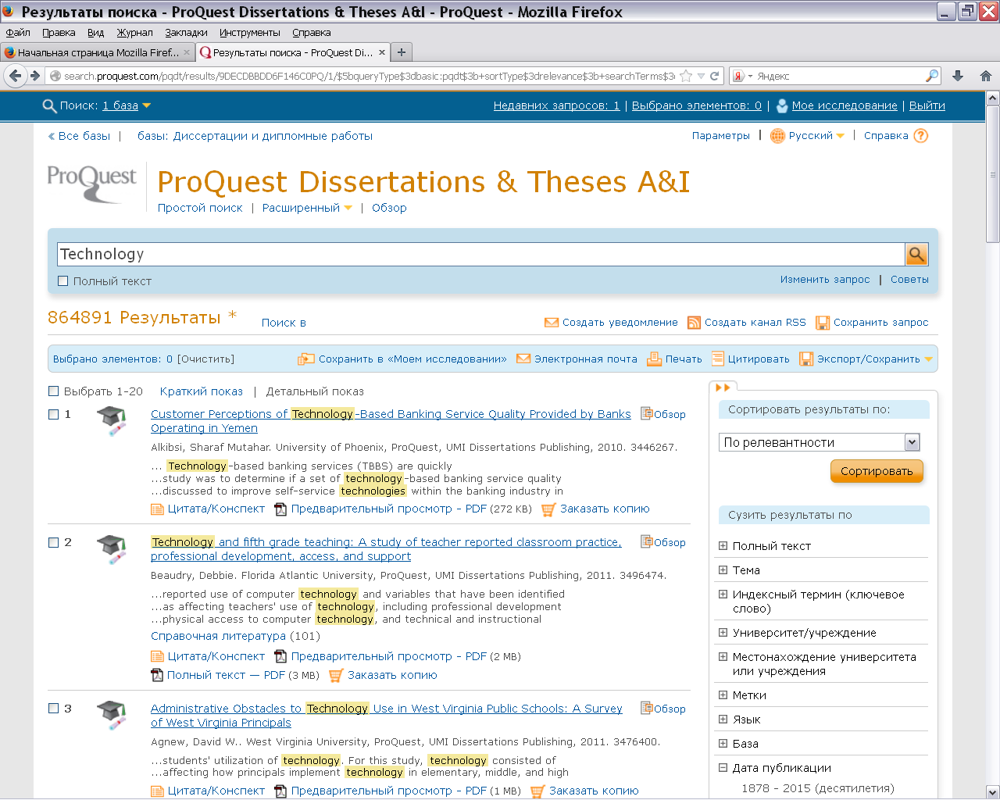 Результаты поиска - ProQuest Dissertations & Theses A&I - ProQuest - Mozilla Firefox
Файл Правка Вид Журнал Закладки Инструменты Справка
Начальная страница Mozilla Firef... Результаты поиска - ProQuest Di...
search.proquest.com/pqdt/results/9DECDBBDD6F146C0PQ/1/$5bqueryType$3dbasic:pqdt$3b+sortType$3drelevance$3b+searchTerms$3 Яндекс
Поиск: 1 база Недавних запросов: 1 | Выбрано элементов: 0 | Мое исследование | Выйти
Все базы | базы: Диссертации и дипломные работы Параметры | Русский | Справка ?
ProQuest
ProQuest Dissertations & Theses A&I
Простой поиск | Расширенный | Обзор
Technology
Полный текст Изменить запрос | Советы
864891 Результаты * Поиск в Создать уведомление Создать канал RSS Сохранить запрос
Выбрано элементов: 0 [Очистить] Сохранить в «Моем исследовании» Электронная почта Печать Цитировать Экспорт/Сохранить
Выбрать 1-20 Краткий показ | Детальный показ
1 Customer Perceptions of Technology-Based Banking Service Quality Provided by Banks Обзор
Operating in Yemen
Alkibsi, Sharaf Mutahar. University of Phoenix, ProQuest, UMI Dissertations Publishing, 2010. 3446267.
... Technology-based banking services (TBBS) are quickly
...study was to determine if a set of technology-based banking service quality
...discussed to improve self-service technologies within the banking industry in
Цитата/Конспект Предварительный просмотр - PDF (272 KB) Заказать копию
2 Technology and fifth grade teaching: A study of teacher reported classroom practice, Обзор
professional development, access, and support
Beaudry, Debbie. Florida Atlantic University, ProQuest, UMI Dissertations Publishing, 2011. 3496474.
...reported use of computer technology and variables that have been identified
...as affecting teachers' use of technology, including professional development
...physical access to computer technology, and technical and instructional
Справочная литература (101)
Цитата/Конспект Предварительный просмотр - PDF (2 MB)
Полный текст — PDF (3 MB) Заказать копию
3 Administrative Obstacles to Technology Use in West Virginia Public Schools: A Survey Обзор
of West Virginia Principals
Agnew, David W.. West Virginia University, ProQuest, UMI Dissertations Publishing, 2011. 3476400.
...students' utilization of technology. For this study, technology consisted of
...affecting how principals implement technology in elementary, middle, and high
Цитата/Конспект Предварительный просмотр - PDF (1 MB) Заказать копию
Сортировать результаты по:
По релевантности
Сортировать
Сузить результаты по
Полный текст
Тема
Индексный термин (ключевое
слово)
Университет/учреждение
Местонахождение университета
или учреждения
Метки
Язык
База
Дата публикации
1878 - 2015 (десятилетия)